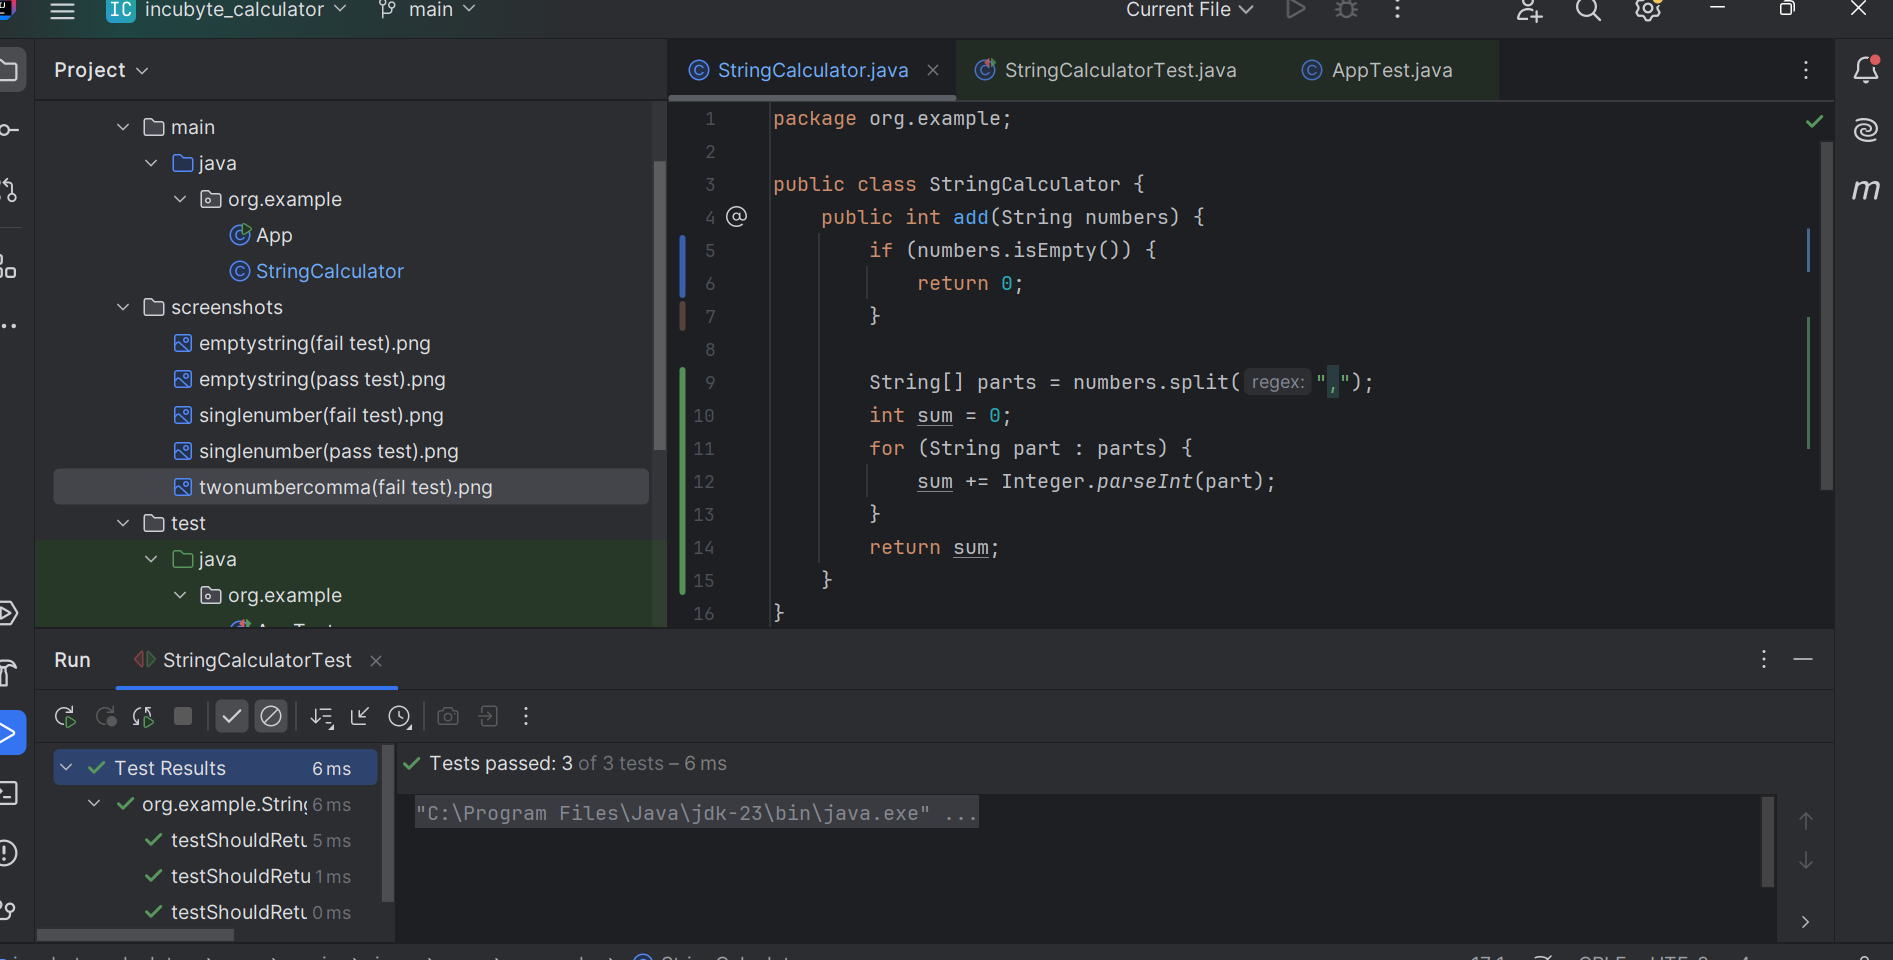 IC incubyte_calculator main Current File
Project
StringCalculator.java StringCalculatorTest.java AppTest.java
main
java
org.example
App
StringCalculator
screenshots
emptystring(fail test).png
emptystring(pass test).png
singlenumber(fail test).png
singlenumber(pass test).png
twonumbercomma(fail test).png
test
java
org.example
1 package org.example;
2
3 public class StringCalculator {
4 @ public int add(String numbers) {
5 if (numbers.isEmpty()) {
6 return 0;
7 }
8
9 String[] parts = numbers.split( regex: ",");
10 int sum = 0;
11 for (String part : parts) {
12 sum += Integer.parseInt(part);
13 }
14 return sum;
15 }
16 }
m
Run StringCalculatorTest
Test Results 6 ms
org.example.String 6 ms
testShouldRetu 5 ms
testShouldRetu 1 ms
testShouldRetu 0 ms
Tests passed: 3 of 3 tests – 6 ms
"C:\Program Files\Java\jdk-23\bin\java.exe" ...